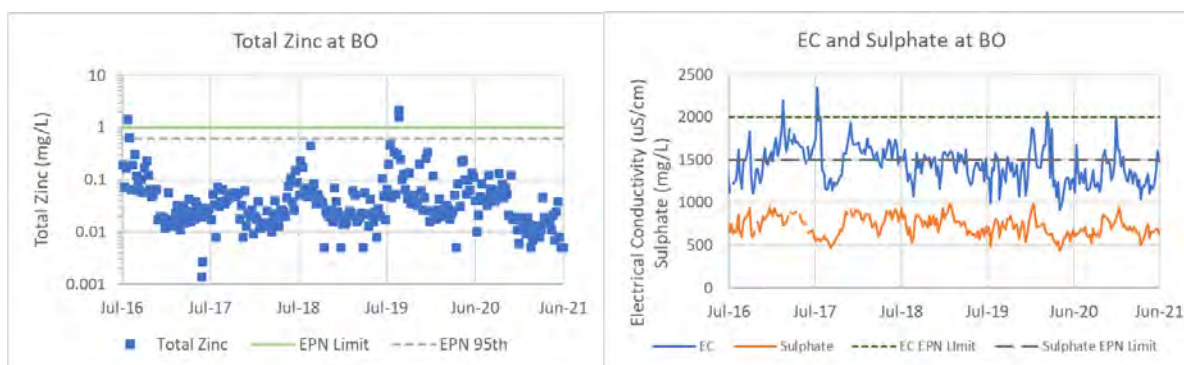 Total Zinc at BO
Total Zinc (mg/L)
10
1
0.1
0.01
0.001
Jul-16
Jul-17
Jul-18
Jul-19
Jun-20
Jun-21
Total Zinc
EPN Limit
EPN 95th
EC and Sulphate at BO
Electrical Conductivity (uS/cm)
Sulphate (mg/L)
2500
2000
1500
1000
500
0
Jul-16
Jul-17
Jul-18
Jul-19
Jun-20
Jun-21
EC
Sulphate
EC EPN LImit
Sulphate EPN Limit